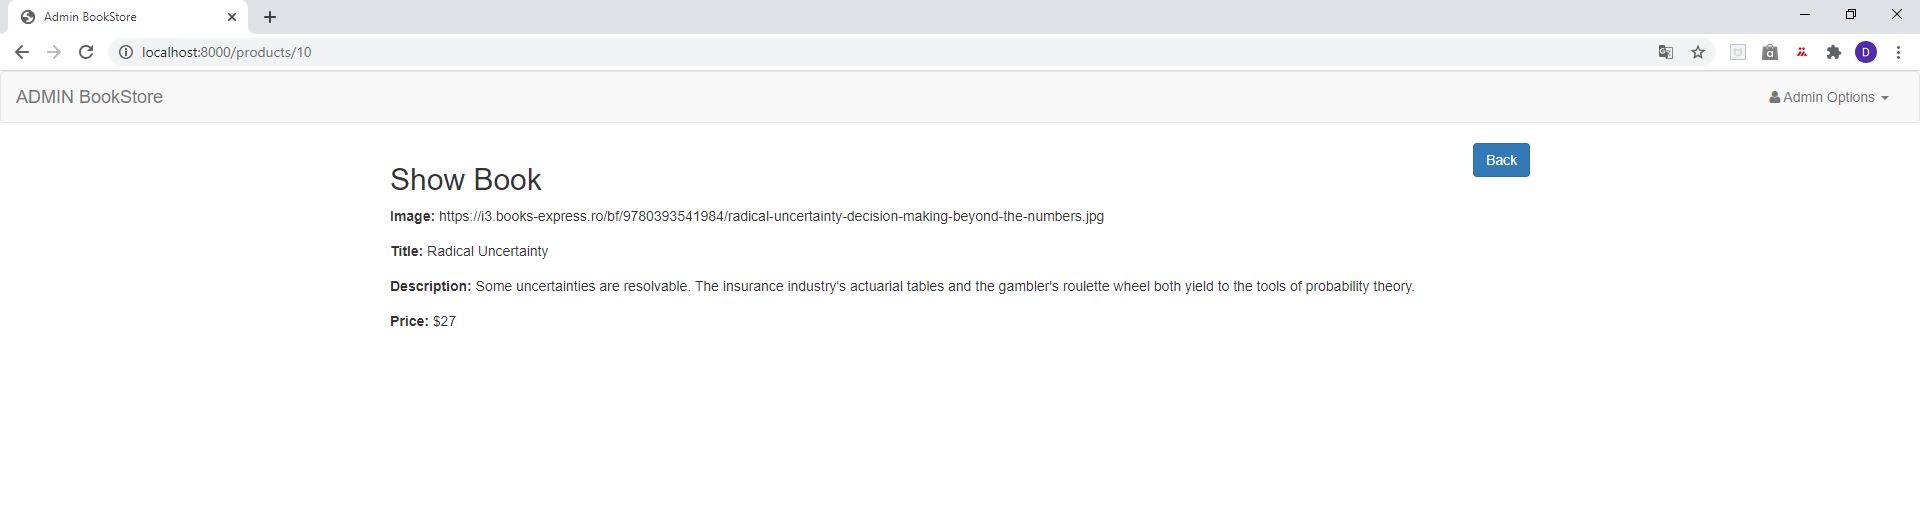 Admin BookStore
localhost:8000/products/10
D
ADMIN BookStore
Admin Options
Back
Show Book
Image: https://i3.books-express.ro/bf/9780393541984/radical-uncertainty-decision-making-beyond-the-numbers.jpg
Title: Radical Uncertainty
Description: Some uncertainties are resolvable. The insurance industry's actuarial tables and the gambler's roulette wheel both yield to the tools of probability theory.
Price: $27